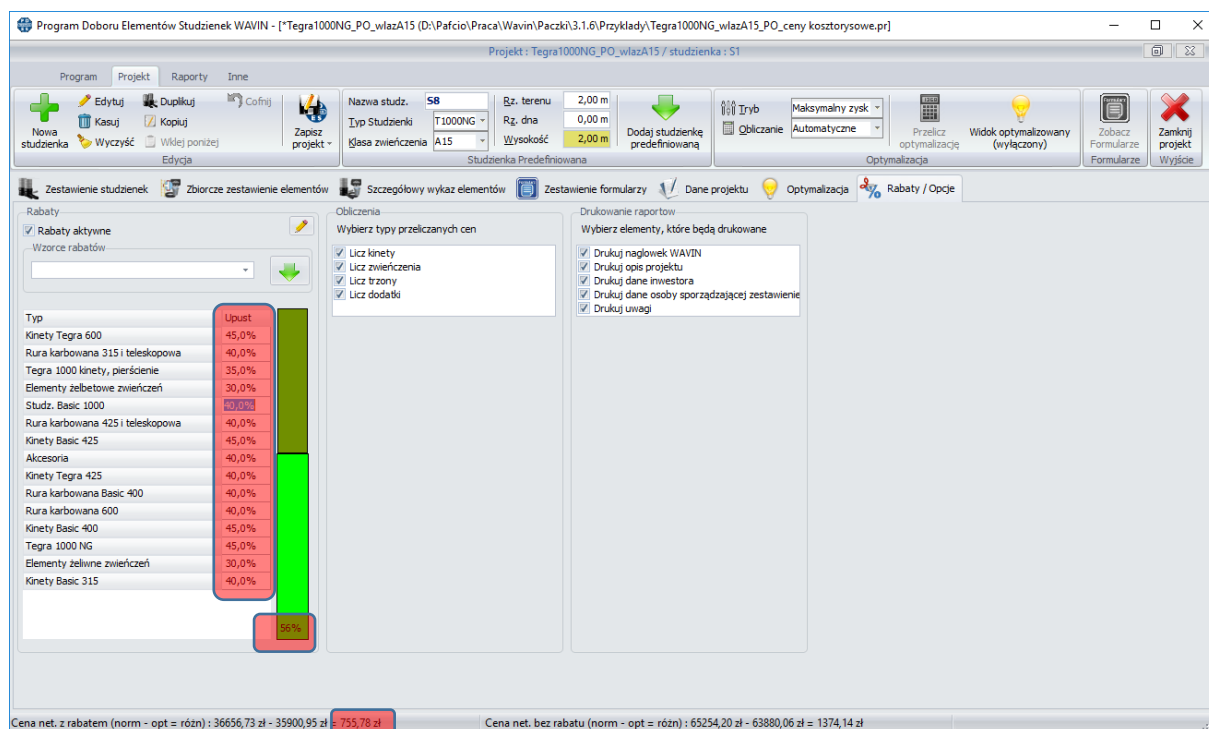 Program Doboru Elementów Studzienek WAVIN - [*Tegra1000NG_PO_wlazA15 (D:\Pafcio\Praca\Wavin\Paczki\3.1.6\Przyklady\Tegra1000NG_wlazA15_PO_ceny kosztorysowe.pr]
Projekt : Tegra1000NG_PO_wlazA15 / studzienka : S1
Program Projekt Raporty Inne
Nowa studzienka
Edytuj Duplikuj Cofnij
Kasuj Kopiuj
Wyczyść Wklej poniżej
Zapisz projekt
Edycja
Nazwa studz. S8 Rz. terenu 2,00 m
Typ Studzienki T1000NG Rz. dna 0,00 m
Klasa zwieńczenia A15 Wysokość 2,00 m
Dodaj studzienkę predefiniowaną
Studzienka Predefiniowana
Tryb Maksymalny zysk
Obliczanie Automatyczne
Przelicz optymalizację
Widok optymalizowany (wyłączony)
Optymalizacja
Zobacz Formularze
Formularze
Zamknij projekt
Wyjście
Zestawienie studzienek Zbiorcze zestawienie elementów Szczegółowy wykaz elementów Zestawienie formularzy Dane projektu Optymalizacja Rabaty / Opcje
Rabaty
Rabaty aktywne
Wzorce rabatów
Typ Upust
Kinety Tegra 600 45,0%
Rura karbowana 315 i teleskopowa 40,0%
Tegra 1000 kinety, pierścienie 35,0%
Elementy żelbetowe zwieńczeń 30,0%
Studz. Basic 1000 40,0%
Rura karbowana 425 i teleskopowa 40,0%
Kinety Basic 425 45,0%
Akcesoria 40,0%
Kinety Tegra 425 40,0%
Rura karbowana Basic 400 40,0%
Rura karbowana 600 40,0%
Kinety Basic 400 45,0%
Tegra 1000 NG 45,0%
Elementy żeliwne zwieńczeń 30,0%
Kinety Basic 315 40,0%
56%
Obliczenia
Wybierz typy przeliczanych cen
Licz kinety
Licz zwieńczenia
Licz trzony
Licz dodatki
Drukowanie raportow
Wybierz elementy, które będą drukowane
Drukuj naglowek WAVIN
Drukuj opis projektu
Drukuj dane inwestora
Drukuj dane osoby sporządzającej zestawienie
Drukuj uwagi
Cena net. z rabatem (norm - opt = różn) : 36656,73 zł - 35900,95 zł = 755,78 zł
Cena net. bez rabatu (norm - opt = różn) : 65254,20 zł - 63880,06 zł = 1374,14 zł